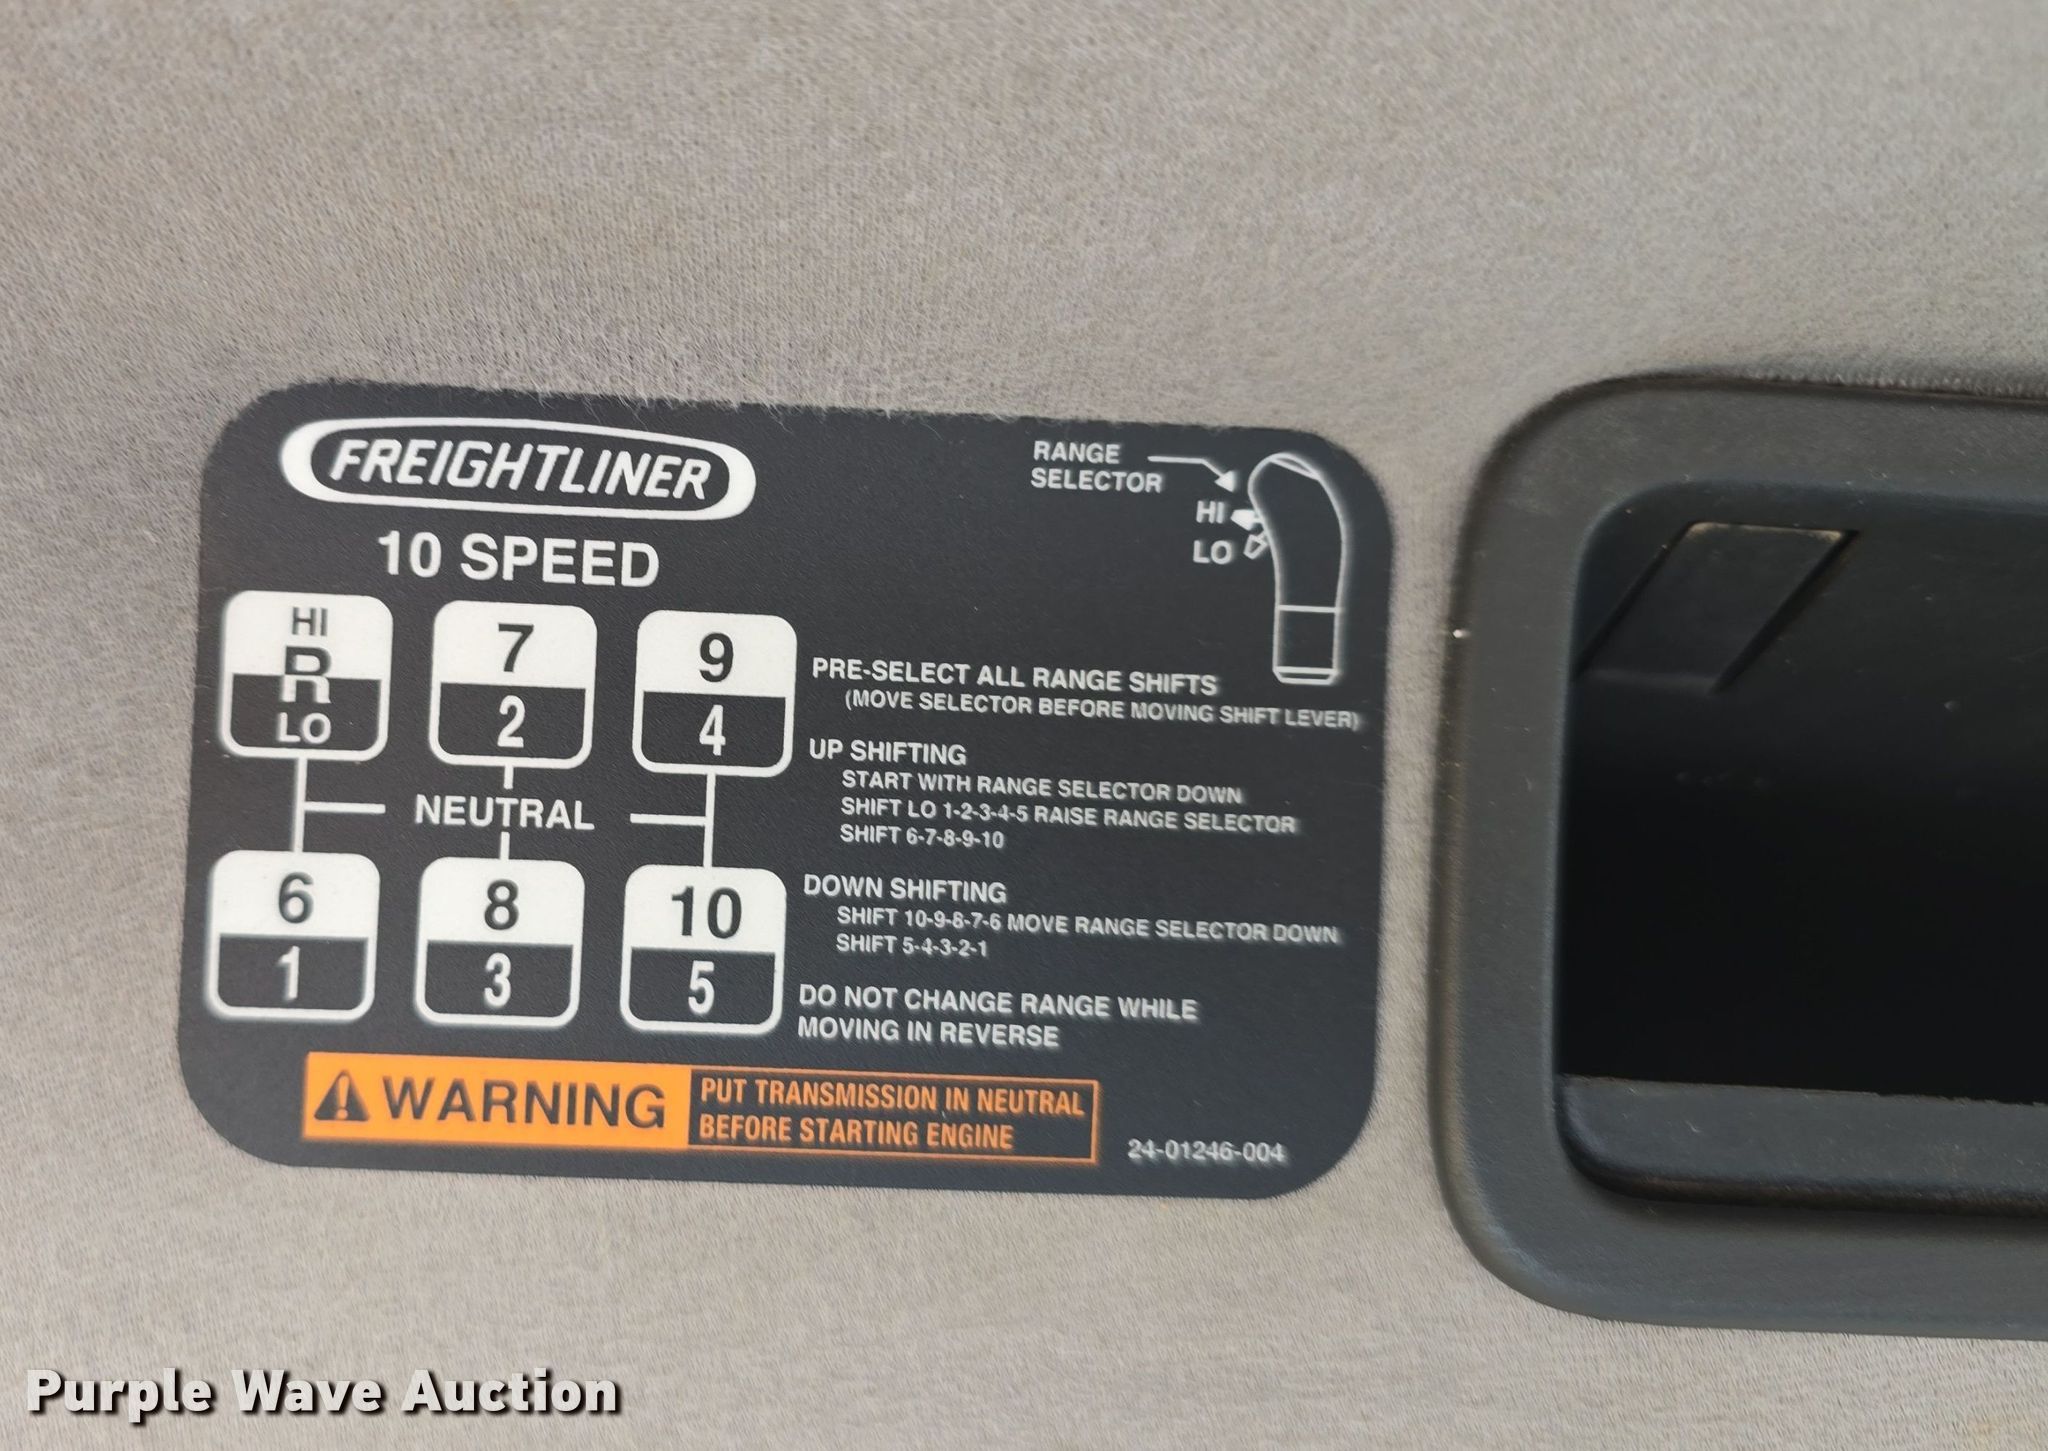 FREIGHTLINER
10 SPEED
RANGE
SELECTOR
HI
LO
HI
R
LO
7
2
9
4
NEUTRAL
6
1
8
3
10
5
PRE-SELECT ALL RANGE SHIFTS
(MOVE SELECTOR BEFORE MOVING SHIFT LEVER)
UP SHIFTING
START WITH RANGE SELECTOR DOWN
SHIFT LO 1-2-3-4-5 RAISE RANGE SELECTOR
SHIFT 6-7-8-9-10
DOWN SHIFTING
SHIFT 10-9-8-7-6 MOVE RANGE SELECTOR DOWN
SHIFT 5-4-3-2-1
DO NOT CHANGE RANGE WHILE
MOVING IN REVERSE
WARNING
PUT TRANSMISSION IN NEUTRAL
BEFORE STARTING ENGINE
24-01246-004
Purple Wave Auction